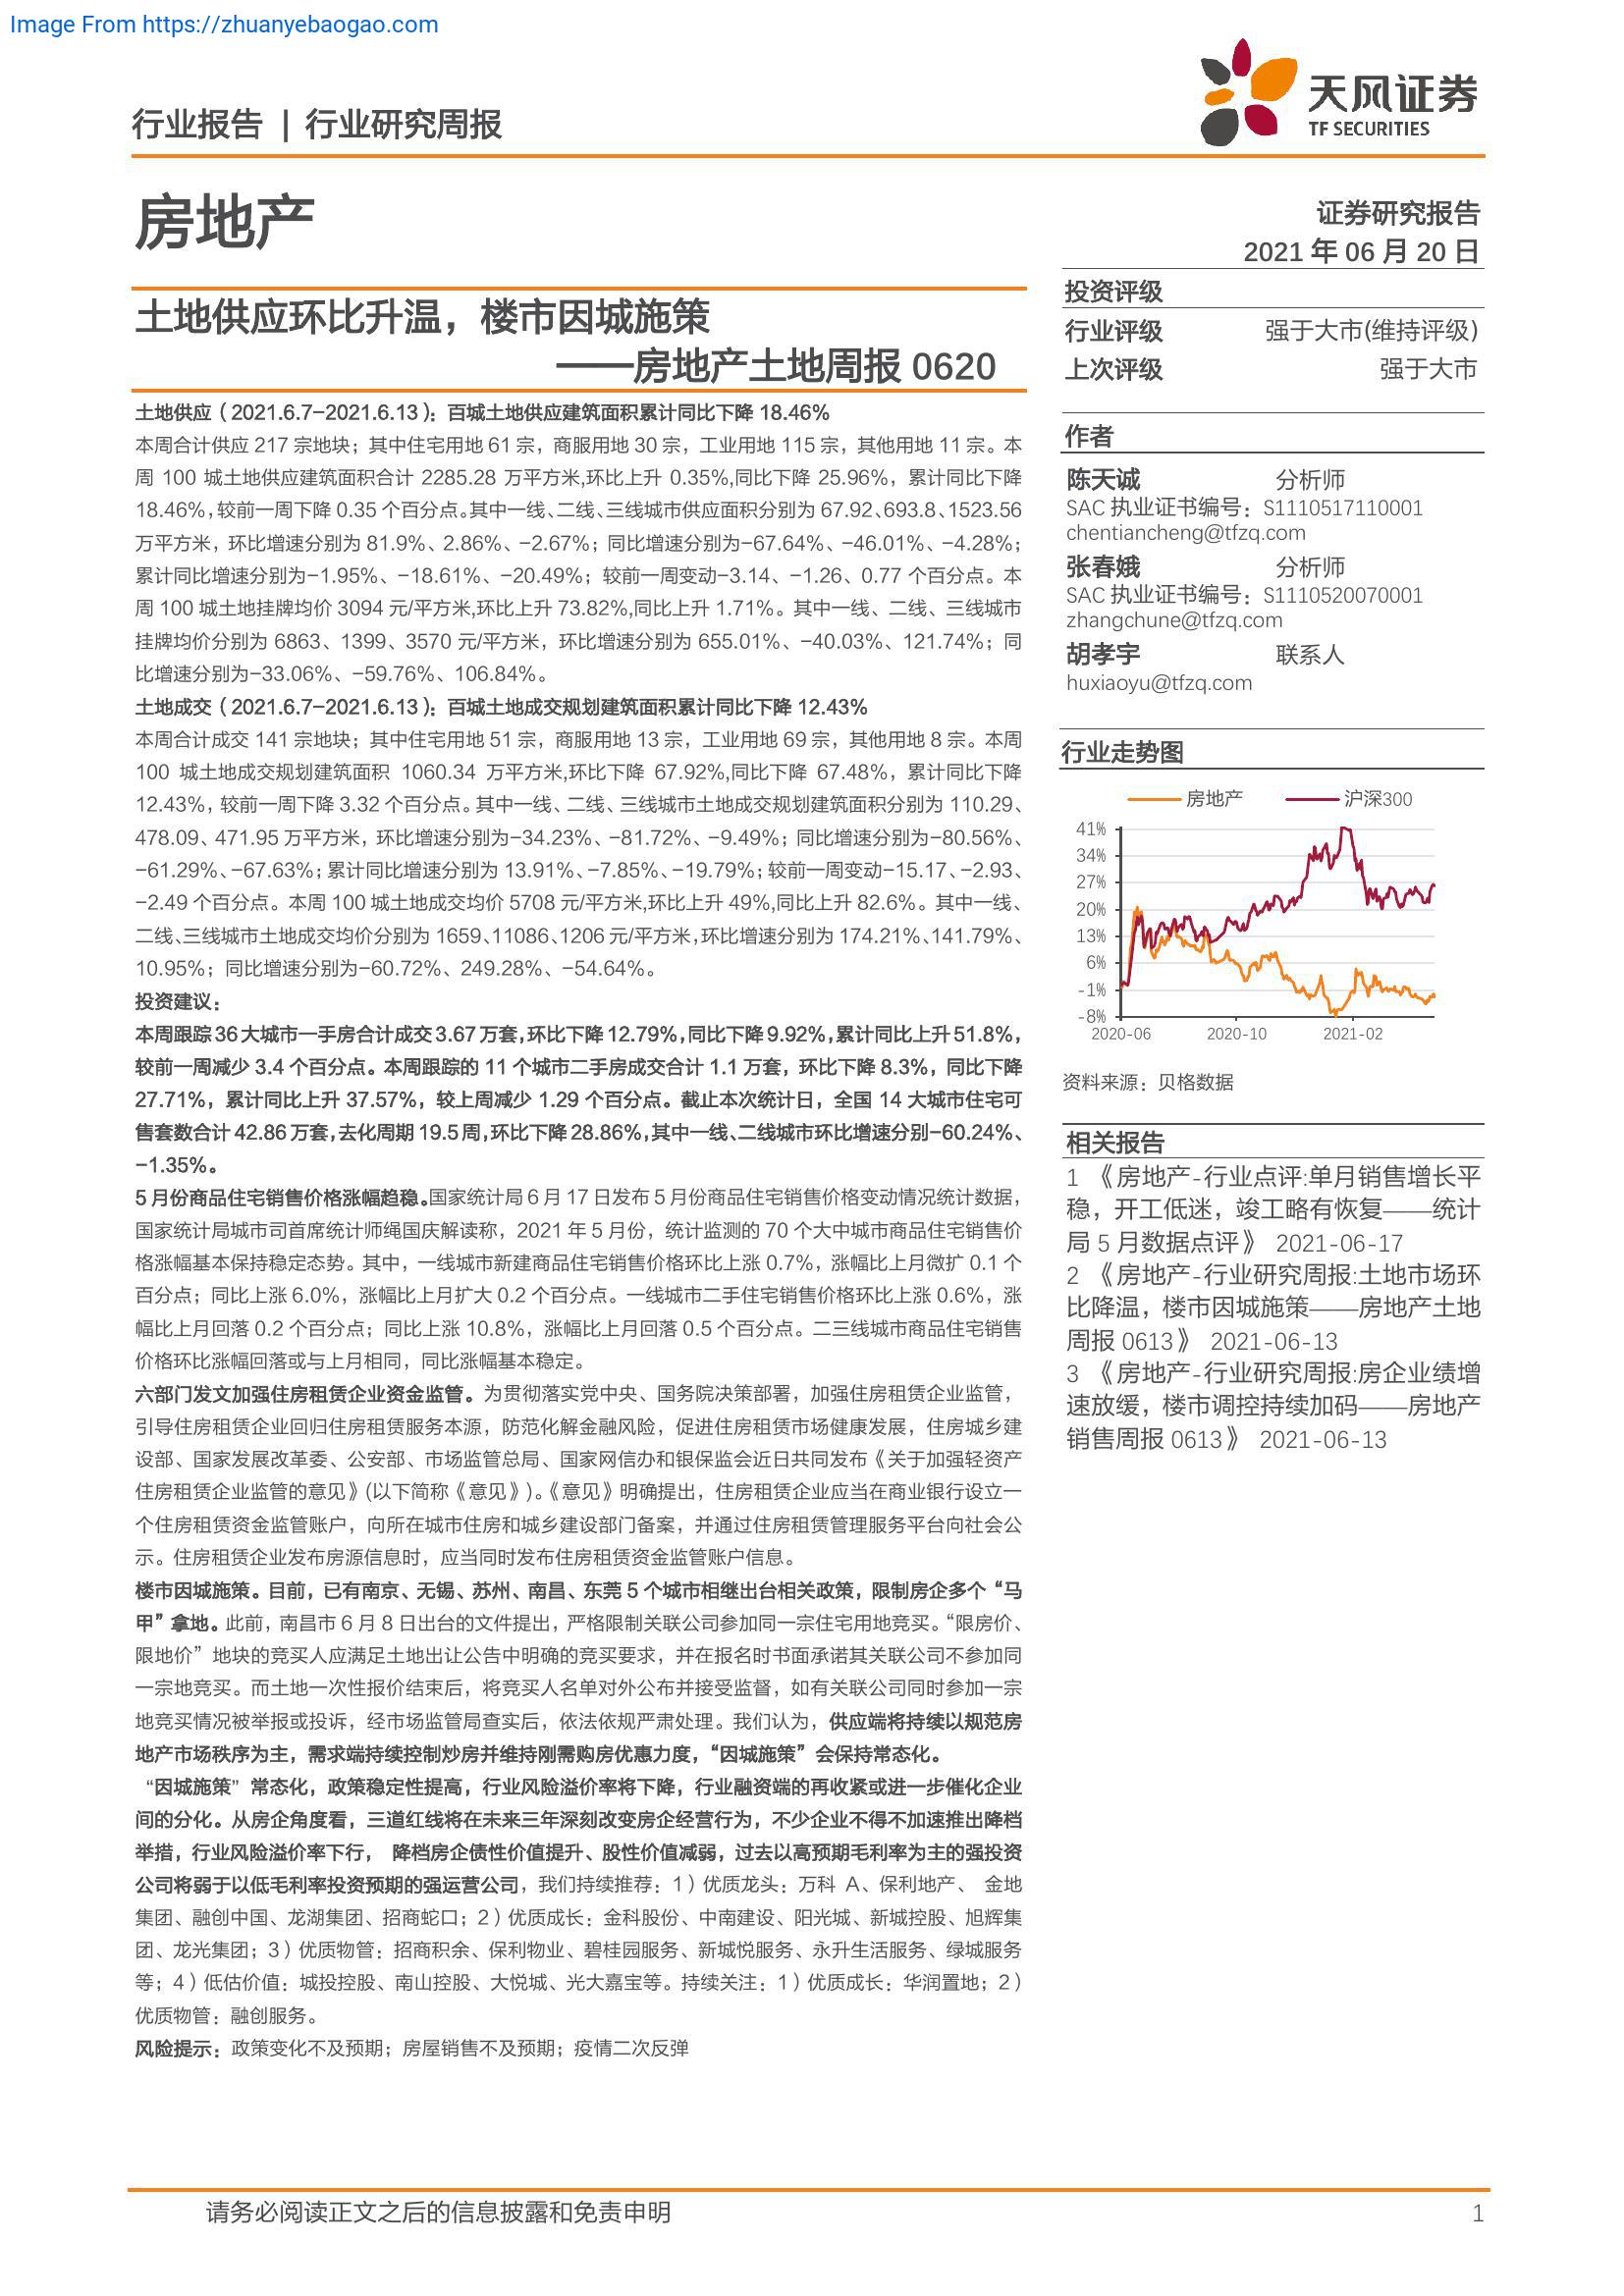 Image From https://zhuanyebaogao.com
行业报告 | 行业研究周报
天风证券
TF SECURITIES
房地产
证券研究报告
2021 年 06 月 20 日
土地供应环比升温，楼市因城施策
——房地产土地周报 0620
土地供应（2021.6.7-2021.6.13）：百城土地供应建筑面积累计同比下降 18.46%
本周合计供应 217 宗地块；其中住宅用地 61 宗，商服用地 30 宗，工业用地 115 宗，其他用地 11 宗。本
周 100 城土地供应建筑面积合计 2285.28 万平方米,环比上升 0.35%,同比下降 25.96%，累计同比下降
18.46%，较前一周下降 0.35 个百分点。其中一线、二线、三线城市供应面积分别为 67.92、693.8、1523.56
万平方米，环比增速分别为 81.9%、2.86%、-2.67%；同比增速分别为-67.64%、-46.01%、-4.28%；
累计同比增速分别为-1.95%、-18.61%、-20.49%；较前一周变动-3.14、-1.26、0.77 个百分点。本
周 100 城土地挂牌均价 3094 元/平方米,环比上升 73.82%,同比上升 1.71%。其中一线、二线、三线城市
挂牌均价分别为 6863、1399、3570 元/平方米，环比增速分别为 655.01%、-40.03%、121.74%；同
比增速分别为-33.06%、-59.76%、106.84%。
土地成交（2021.6.7-2021.6.13）：百城土地成交规划建筑面积累计同比下降 12.43%
本周合计成交 141 宗地块；其中住宅用地 51 宗，商服用地 13 宗，工业用地 69 宗，其他用地 8 宗。本周
100 城土地成交规划建筑面积 1060.34 万平方米,环比下降 67.92%,同比下降 67.48%，累计同比下降
12.43%，较前一周下降 3.32 个百分点。其中一线、二线、三线城市土地成交规划建筑面积分别为 110.29、
478.09、471.95 万平方米，环比增速分别为-34.23%、-81.72%、-9.49%；同比增速分别为-80.56%、
-61.29%、-67.63%；累计同比增速分别为 13.91%、-7.85%、-19.79%；较前一周变动-15.17、-2.93、
-2.49 个百分点。本周 100 城土地成交均价 5708 元/平方米,环比上升 49%,同比上升 82.6%。其中一线、
二线、三线城市土地成交均价分别为 1659、11086、1206 元/平方米，环比增速分别为 174.21%、141.79%、
10.95%；同比增速分别为-60.72%、249.28%、-54.64%。
投资建议：
本周跟踪 36 大城市一手房合计成交 3.67 万套，环比下降 12.79%，同比下降 9.92%，累计同比上升 51.8%，
较前一周减少 3.4 个百分点。本周跟踪的 11 个城市二手房成交合计 1.1 万套，环比下降 8.3%，同比下降
27.71%，累计同比上升 37.57%，较上周减少 1.29 个百分点。截止本次统计日，全国 14 大城市住宅可
售套数合计 42.86 万套，去化周期 19.5 周，环比下降 28.86%，其中一线、二线城市环比增速分别-60.24%、
-1.35%。
5 月份商品住宅销售价格涨幅趋稳。国家统计局 6 月 17 日发布 5 月份商品住宅销售价格变动情况统计数据，
国家统计局城市司首席统计师绳国庆解读称，2021 年 5 月份，统计监测的 70 个大中城市商品住宅销售价
格涨幅基本保持稳定态势。其中，一线城市新建商品住宅销售价格环比上涨 0.7%，涨幅比上月微扩 0.1 个
百分点；同比上涨 6.0%，涨幅比上月扩大 0.2 个百分点。一线城市二手住宅销售价格环比上涨 0.6%，涨
幅比上月回落 0.2 个百分点；同比上涨 10.8%，涨幅比上月回落 0.5 个百分点。二三线城市商品住宅销售
价格环比涨幅回落或与上月相同，同比涨幅基本稳定。
六部门发文加强住房租赁企业资金监管。为贯彻落实党中央、国务院决策部署，加强住房租赁企业监管，
引导住房租赁企业回归住房租赁服务本源，防范化解金融风险，促进住房租赁市场健康发展，住房城乡建
设部、国家发展改革委、公安部、市场监管总局、国家网信办和银保监会近日共同发布《关于加强轻资产
住房租赁企业监管的意见》(以下简称《意见》)。《意见》明确提出，住房租赁企业应当在商业银行设立一
个住房租赁资金监管账户，向所在城市住房和城乡建设部门备案，并通过住房租赁管理服务平台向社会公
示。住房租赁企业发布房源信息时，应当同时发布住房租赁资金监管账户信息。
楼市因城施策。目前，已有南京、无锡、苏州、南昌、东莞 5 个城市相继出台相关政策，限制房企多个“马
甲”拿地。此前，南昌市 6 月 8 日出台的文件提出，严格限制关联公司参加同一宗住宅用地竞买。“限房价、
限地价”地块的竞买人应满足土地出让公告中明确的竞买要求，并在报名时书面承诺其关联公司不参加同
一宗地竞买。而土地一次性报价结束后，将竞买人名单对外公布并接受监督，如有关联公司同时参加一宗
地竞买情况被举报或投诉，经市场监管局查实后，依法依规严肃处理。我们认为，供应端将持续以规范房
地产市场秩序为主，需求端持续控制炒房并维持刚需购房优惠力度，“因城施策”会保持常态化。
“因城施策”常态化，政策稳定性提高，行业风险溢价率将下降，行业融资端的再收紧或进一步催化企业
间的分化。从房企角度看，三道红线将在未来三年深刻改变房企经营行为，不少企业不得不加速推出降档
举措，行业风险溢价率下行， 降档房企债性价值提升、股性价值减弱，过去以高预期毛利率为主的强投资
公司将弱于以低毛利率投资预期的强运营公司，我们持续推荐：1）优质龙头：万科 A、保利地产、 金地
集团、融创中国、龙湖集团、招商蛇口；2）优质成长：金科股份、中南建设、阳光城、新城控股、旭辉集
团、龙光集团；3）优质物管：招商积余、保利物业、碧桂园服务、新城悦服务、永升生活服务、绿城服务
等；4）低估价值：城投控股、南山控股、大悦城、光大嘉宝等。持续关注：1）优质成长：华润置地；2）
优质物管：融创服务。
风险提示：政策变化不及预期；房屋销售不及预期；疫情二次反弹
投资评级
行业评级 强于大市(维持评级)
上次评级 强于大市
作者
陈天诚 分析师
SAC 执业证书编号：S1110517110001
chentiancheng@tfzq.com
张春娥 分析师
SAC 执业证书编号：S1110520070001
zhangchune@tfzq.com
胡孝宇 联系人
huxiaoyu@tfzq.com
行业走势图
房地产 沪深300
41%
34%
27%
20%
13%
6%
-1%
-8%
2020-06 2020-10 2021-02
资料来源：贝格数据
相关报告
1 《房地产-行业点评:单月销售增长平
稳，开工低迷，竣工略有恢复——统计
局 5 月数据点评》 2021-06-17
2 《房地产-行业研究周报:土地市场环
比降温，楼市因城施策——房地产土地
周报 0613》 2021-06-13
3 《房地产-行业研究周报:房企业绩增
速放缓，楼市调控持续加码——房地产
销售周报 0613》 2021-06-13
请务必阅读正文之后的信息披露和免责申明 1